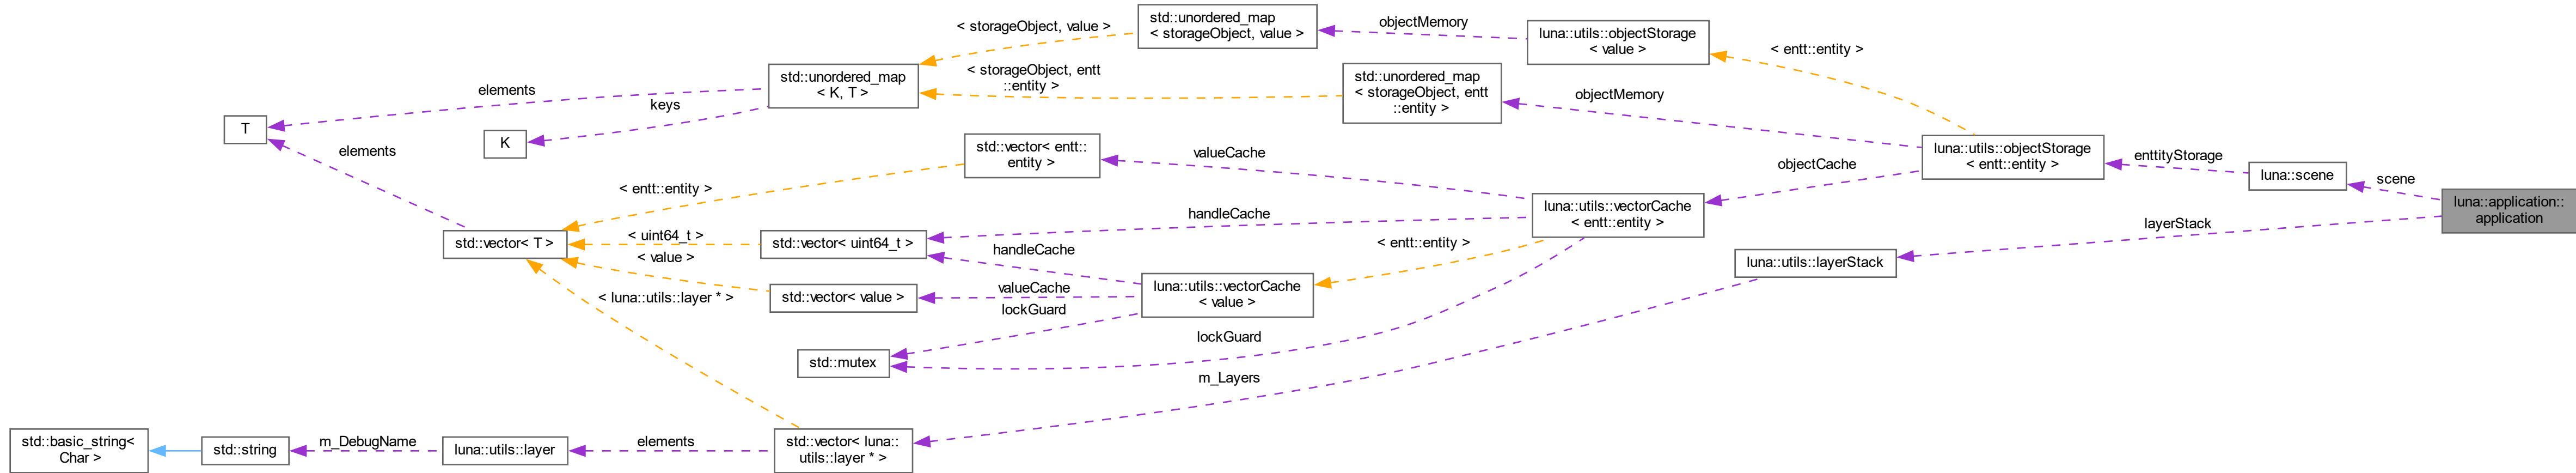 std::unordered_map
< storageObject, value >
objectMemory
luna::utils::objectStorage
< value >
< storageObject, value >
< entt::entity >
std::unordered_map
< K, T >
< storageObject, entt
::entity >
std::unordered_map
< storageObject, entt
::entity >
elements
keys
objectMemory
T
K
elements
std::vector< entt::
entity >
valueCache
objectCache
luna::utils::objectStorage
< entt::entity >
enttityStorage
luna::scene
scene
luna::application::
application
< entt::entity >
handleCache
luna::utils::vectorCache
< entt::entity >
layerStack
std::vector< T >
< uint64_t >
std::vector< uint64_t >
handleCache
< entt::entity >
< value >
luna::utils::layerStack
< luna::utils::layer * >
std::vector< value >
valueCache
lockGuard
luna::utils::vectorCache
< value >
lockGuard
std::mutex
m_Layers
std::basic_string<
Char >
std::string
m_DebugName
luna::utils::layer
elements
std::vector< luna::
utils::layer * >